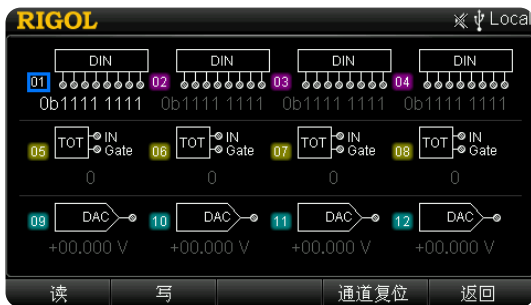 RIGOL Local
DIN DIN DIN DIN
01 02 03 04
0b1111 1111 0b1111 1111 0b1111 1111 0b1111 1111
05 TOT IN Gate 06 TOT IN Gate 07 TOT IN Gate 08 TOT IN Gate
0 0 0 0
09 DAC 10 DAC 11 DAC 12 DAC
+00.000 V +00.000 V +00.000 V +00.000 V
读 写 通道复位 返回